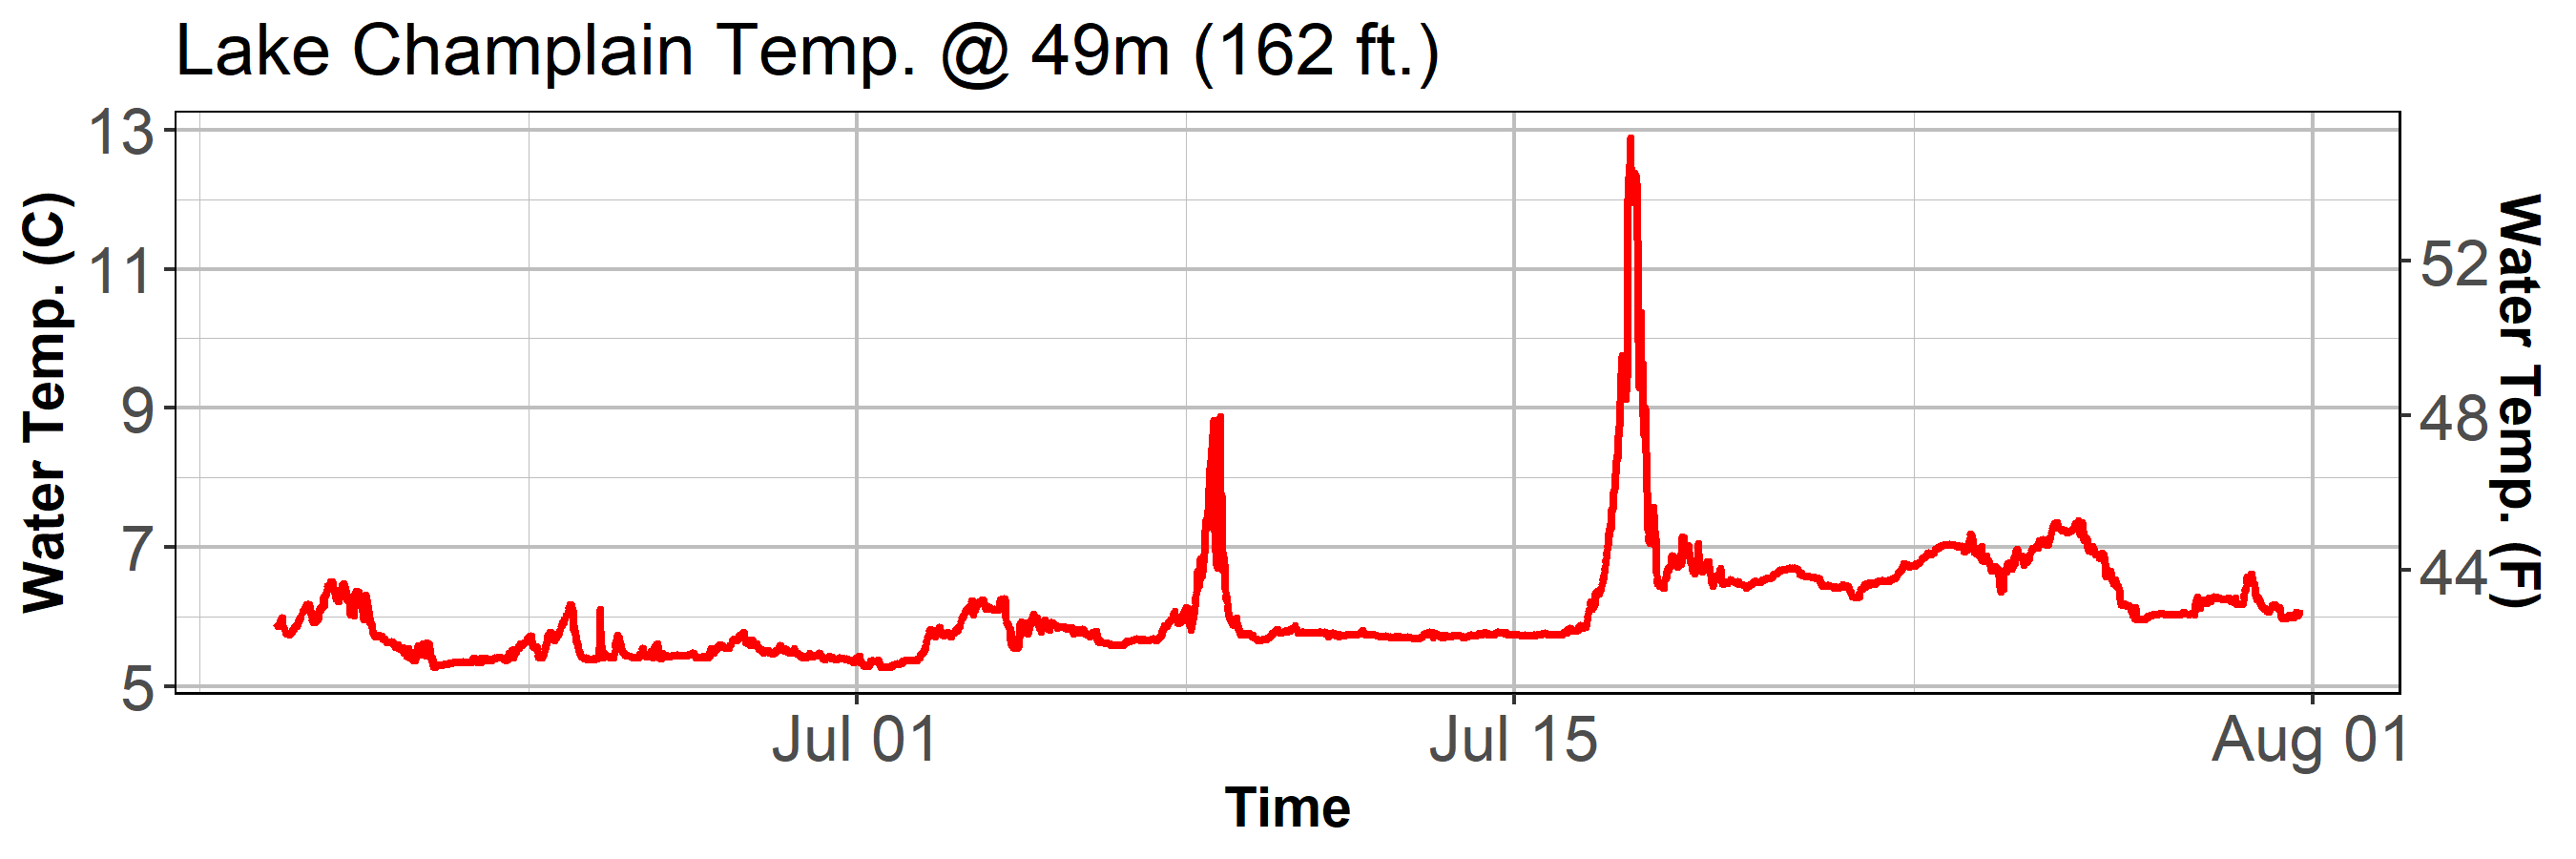 Lake Champlain Temp. @ 49m (162 ft.)
13
11
9
7
5
Water Temp. (C)
52
48
44
Water Temp. (F)
Jul 01 Jul 15 Aug 01
Time